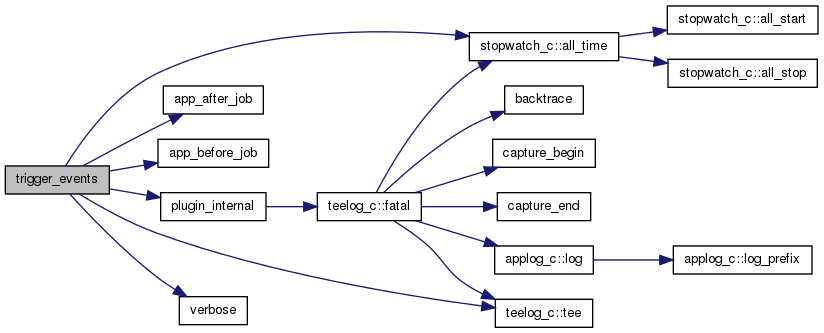 stopwatch_c::all_start
stopwatch_c::all_time
stopwatch_c::all_stop
app_after_job
backtrace
app_before_job
capture_begin
trigger_events
plugin_internal
teelog_c::fatal
capture_end
applog_c::log
applog_c::log_prefix
verbose
teelog_c::tee